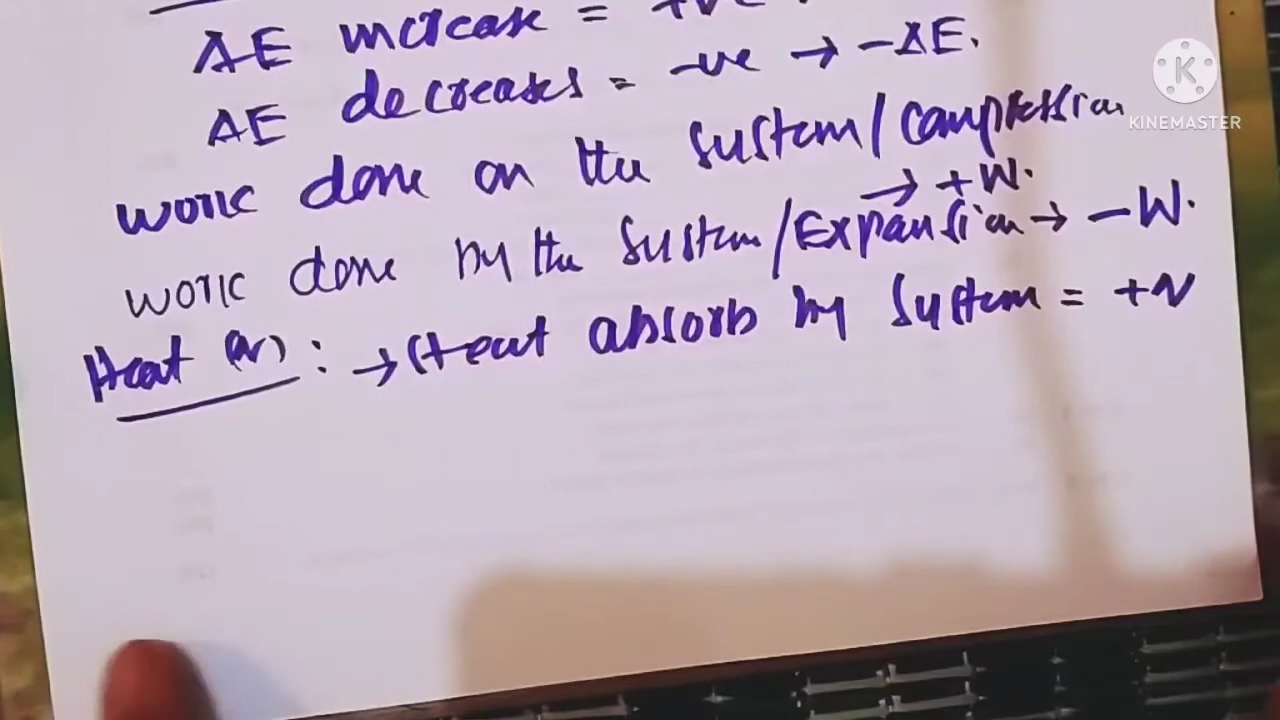 ΔE increase = +ve
ΔE decreases = -ve → -ΔE.
work done on the system/compression
→ +W.
work done by the system/Expansion → -W.
Heat : → Heat absorb by system = +
KINEMASTER